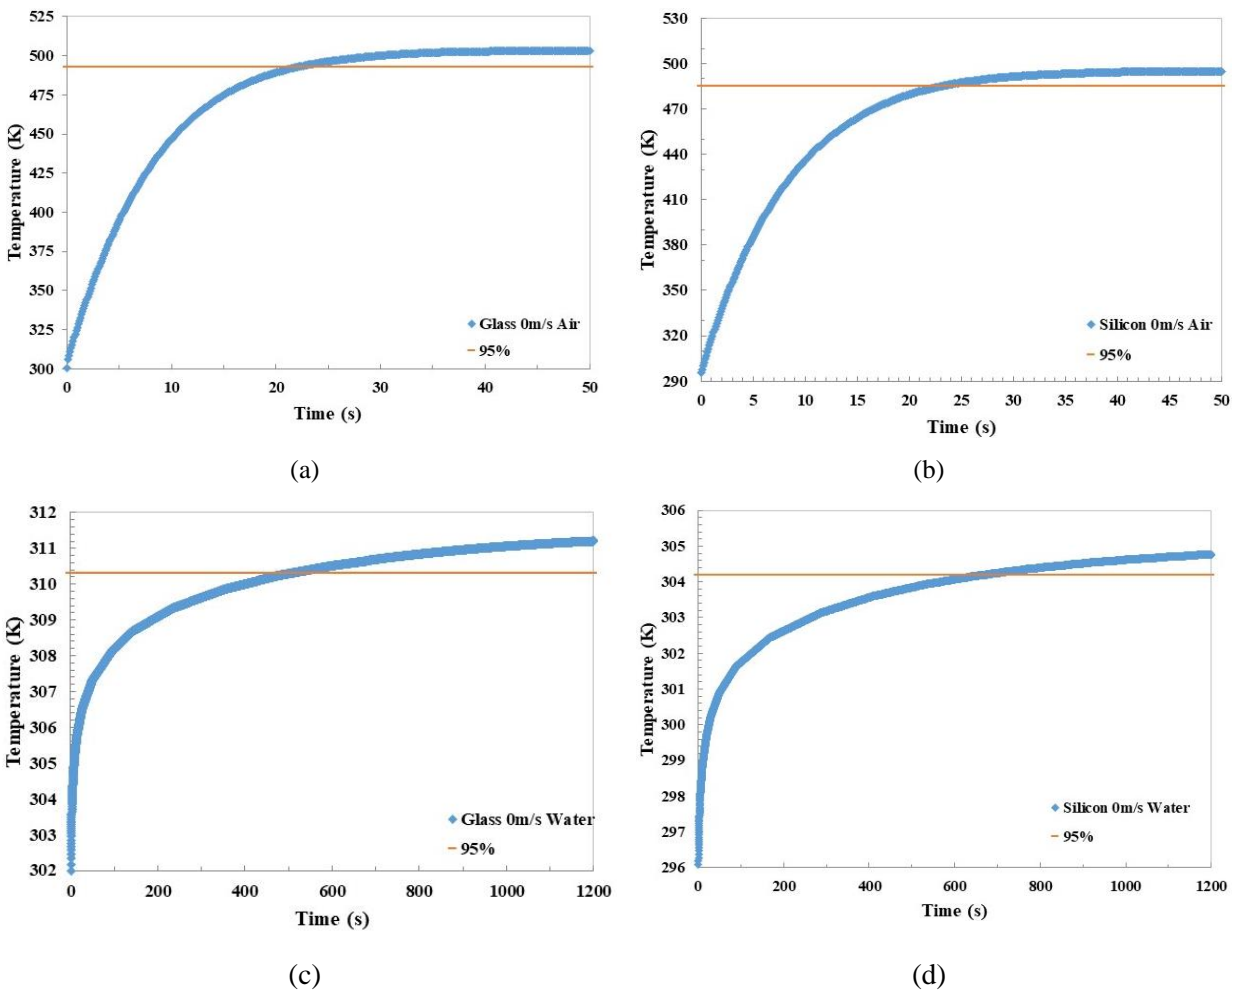 525
500
475
450
425
400
375
350
325
300
Temperature (K)
Glass 0m/s Air
95%
0 10 20 30 40 50
Time (s)
(a)
530
500
470
440
410
380
350
320
290
Temperature (K)
Silicon 0m/s Air
95%
0 5 10 15 20 25 30 35 40 45 50
Time (s)
(b)
312
311
310
309
308
307
306
305
304
303
302
Temperature (K)
Glass 0m/s Water
95%
0 200 400 600 800 1000 1200
Time (s)
(c)
306
305
304
303
302
301
300
299
298
297
296
Temperature (K)
Silicon 0m/s Water
95%
0 200 400 600 800 1000 1200
Time (s)
(d)